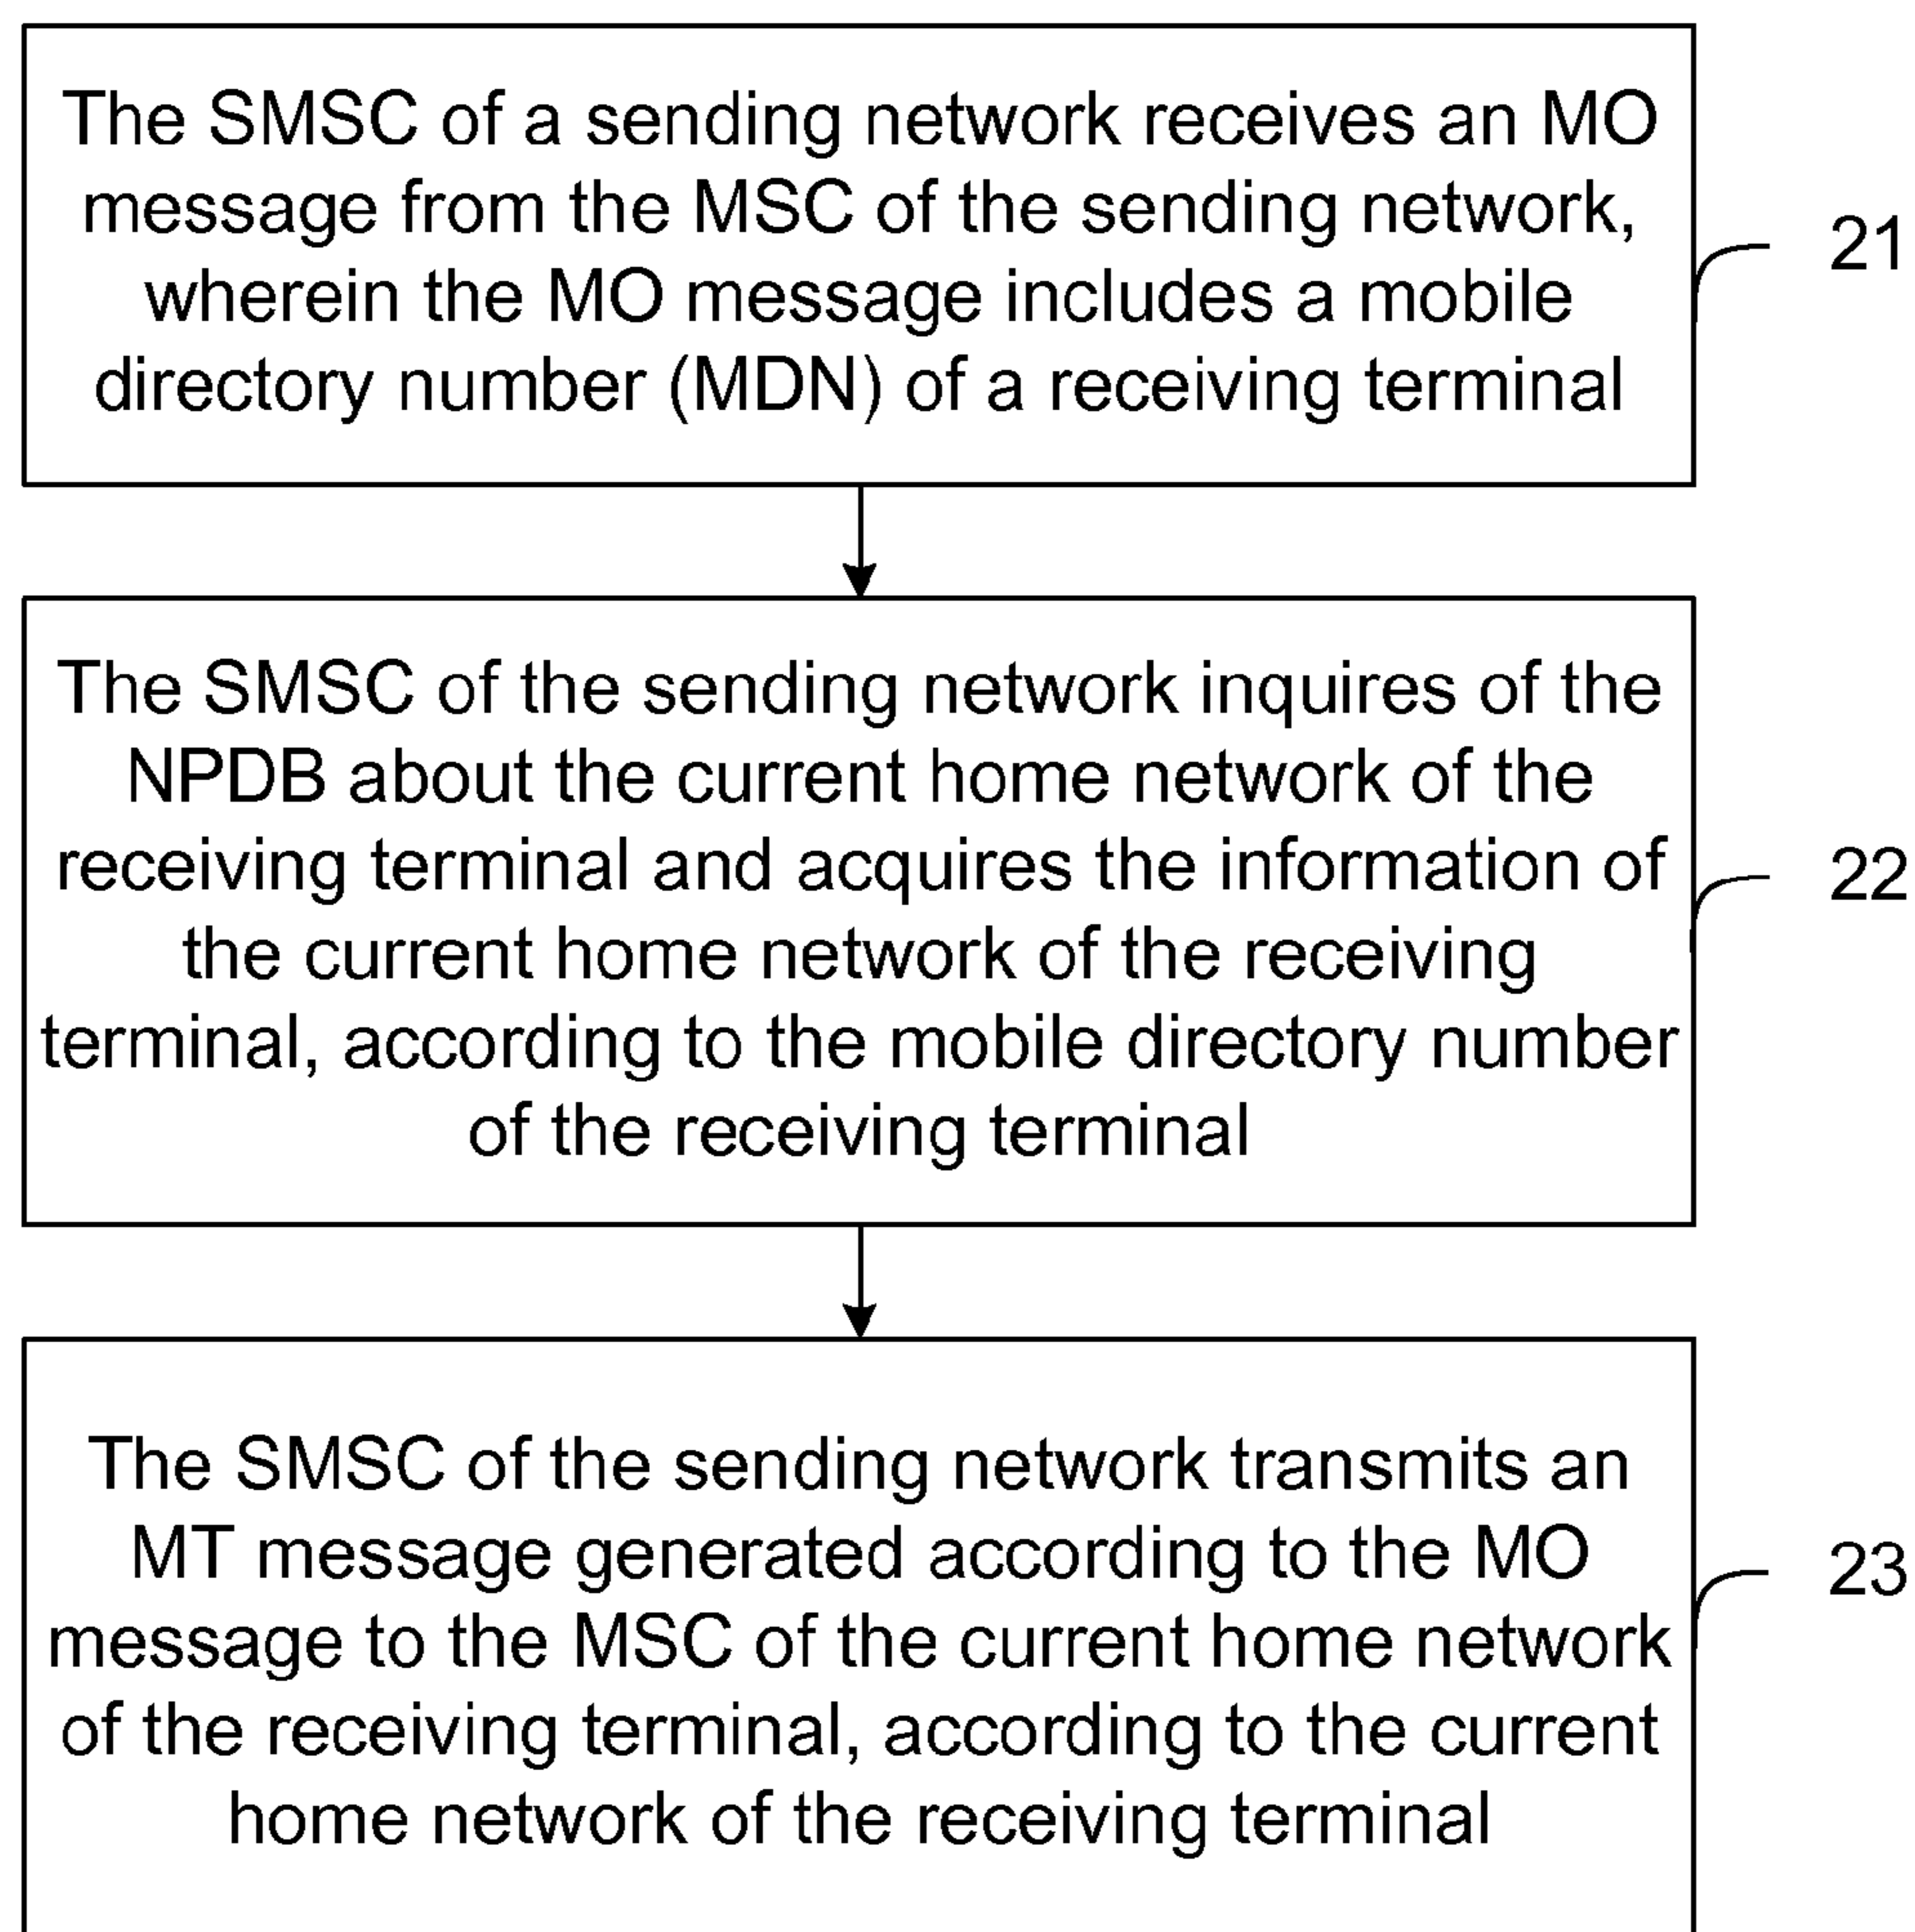 The SMSC of a sending network receives an MO
message from the MSC of the sending network,
wherein the MO message includes a mobile
directory number (MDN) of a receiving terminal
21
The SMSC of the sending network inquires of the
NPDB about the current home network of the
receiving terminal and acquires the information of
the current home network of the receiving
terminal, according to the mobile directory number
of the receiving terminal
22
The SMSC of the sending network transmits an
MT message generated according to the MO
message to the MSC of the current home network
of the receiving terminal, according to the current
home network of the receiving terminal
23